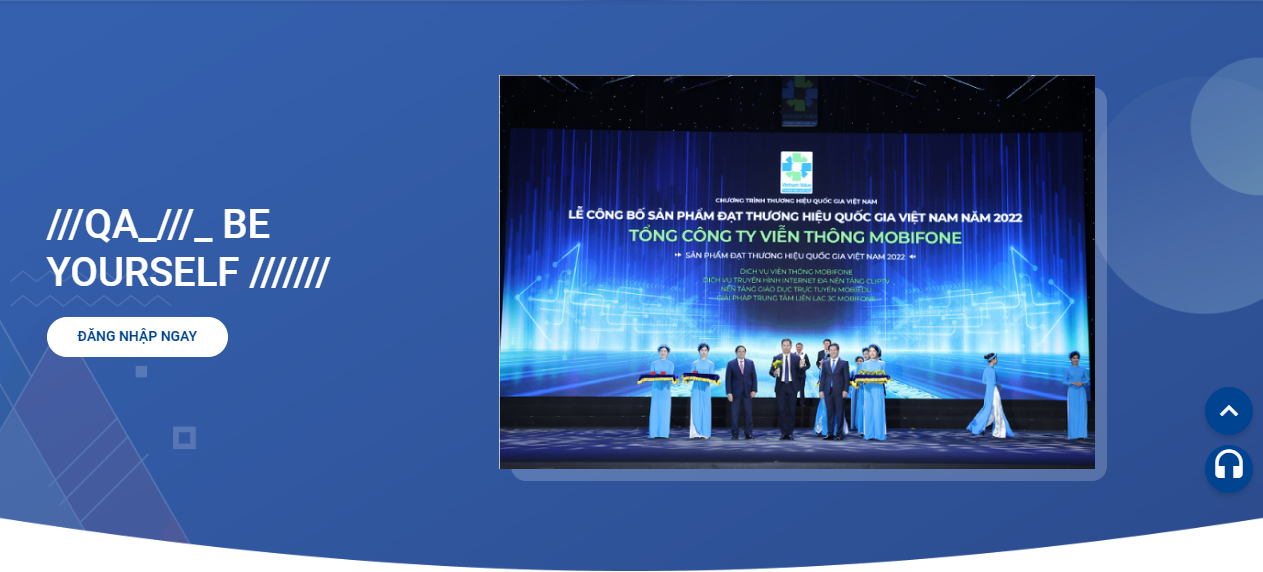 ///QA_///_ BE
YOURSELF ///////
ĐĂNG NHẬP NGAY
Vietnam Value
CHƯƠNG TRÌNH THƯƠNG HIỆU QUỐC GIA VIỆT NAM
LỄ CÔNG BỐ SẢN PHẨM ĐẠT THƯƠNG HIỆU QUỐC GIA VIỆT NAM NĂM 2022
TỔNG CÔNG TY VIỄN THÔNG MOBIFONE
SẢN PHẨM ĐẠT THƯƠNG HIỆU QUỐC GIA VIỆT NAM 2022
DỊCH VỤ VIỄN THÔNG MOBIFONE
DỊCH VỤ TRUYỀN HÌNH INTERNET ĐA NỀN TẢNG CLIPTV
NỀN TẢNG GIÁO DỤC TRỰC TUYẾN MOBIEDU
GIẢI PHÁP TRUNG TÂM LIÊN LẠC 3C MOBIFONE